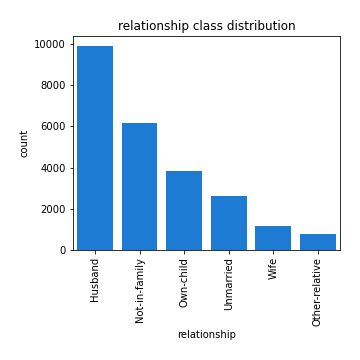 relationship class distribution
10000
8000
6000
4000
2000
0
count
Husband
Not-in-family
Own-child
Unmarried
Wife
Other-relative
relationship